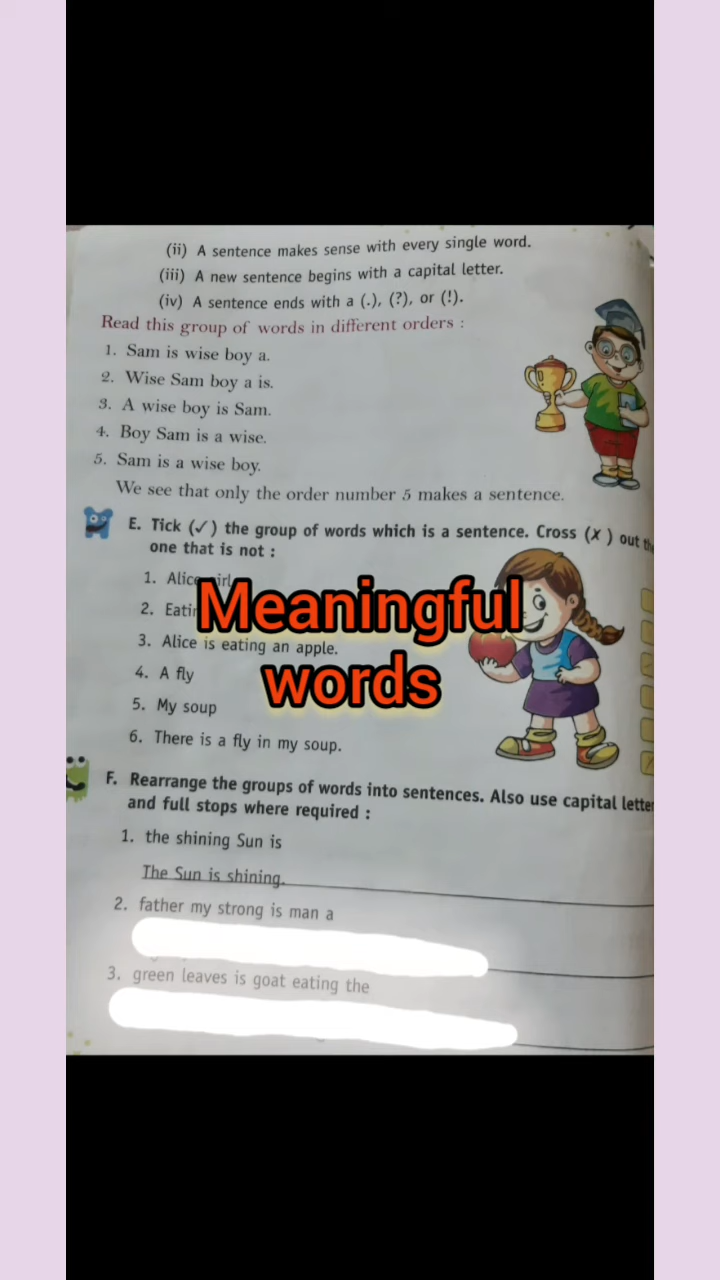 (ii) A sentence makes sense with every single word.
(iii) A new sentence begins with a capital letter.
(iv) A sentence ends with a (.), (?), or (!).
Read this group of words in different orders :
1. Sam is wise boy a.
2. Wise Sam boy a is.
3. A wise boy is Sam.
4. Boy Sam is a wise.
5. Sam is a wise boy.
We see that only the order number 5 makes a sentence.
E. Tick (✓) the group of words which is a sentence. Cross (✗) out
one that is not :
1. Alice
2.
Meaningful
3. Alice is eating an apple.
words
4. A fly
5. My soup
6. There is a fly in my soup.
F. Rearrange the groups of words into sentences. Also use capital
and full stops where required :
1. the shining Sun is
The Sun is shining.
2. father my strong is man a
3. green leaves is goat eating the